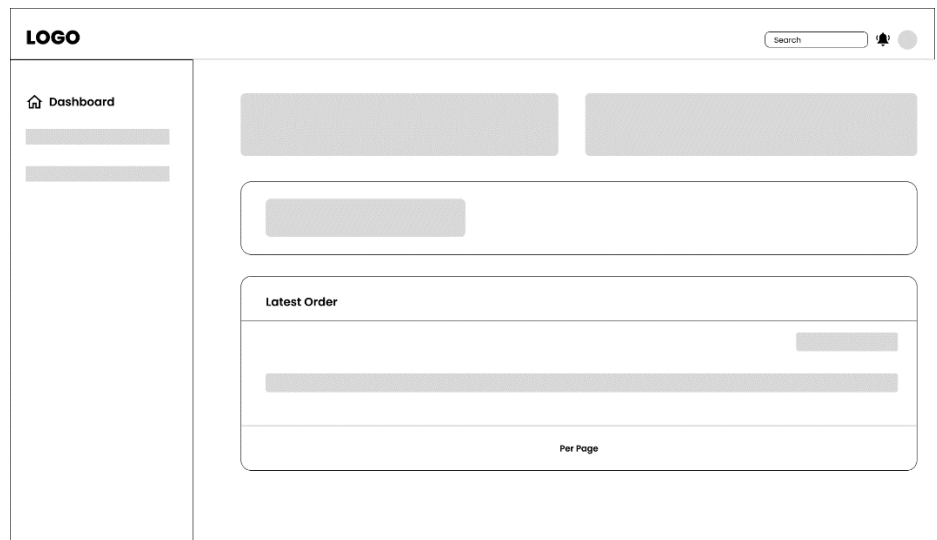 LOGO
Search
Dashboard
Latest Order
Per Page